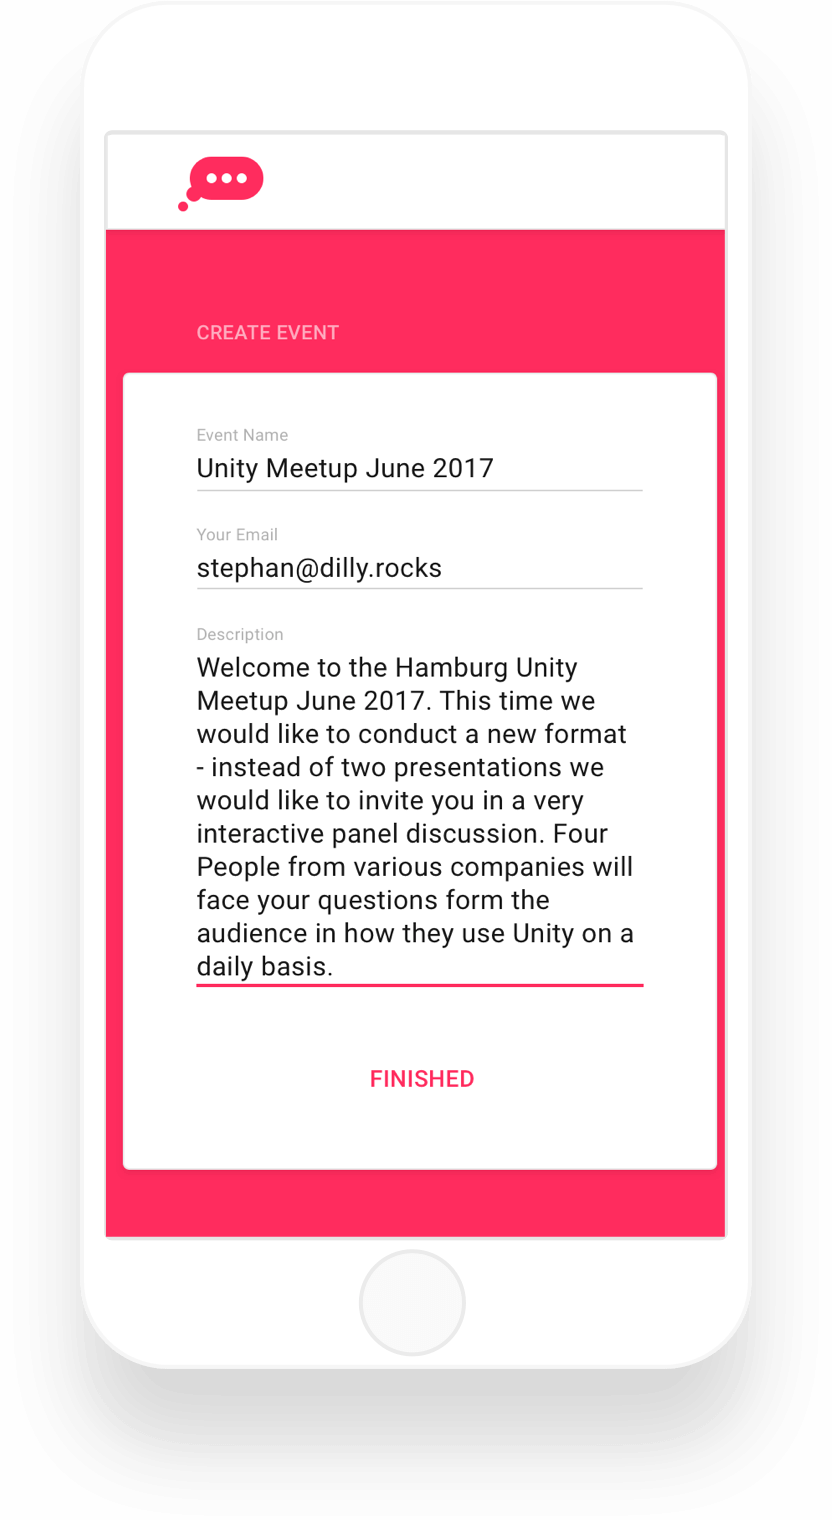 CREATE EVENT
Event Name
Unity Meetup June 2017
Your Email
stephan@dilly.rocks
Description
Welcome to the Hamburg Unity
Meetup June 2017. This time we
would like to conduct a new format
- instead of two presentations we
would like to invite you in a very
interactive panel discussion. Four
People from various companies will
face your questions form the
audience in how they use Unity on a
daily basis.
FINISHED